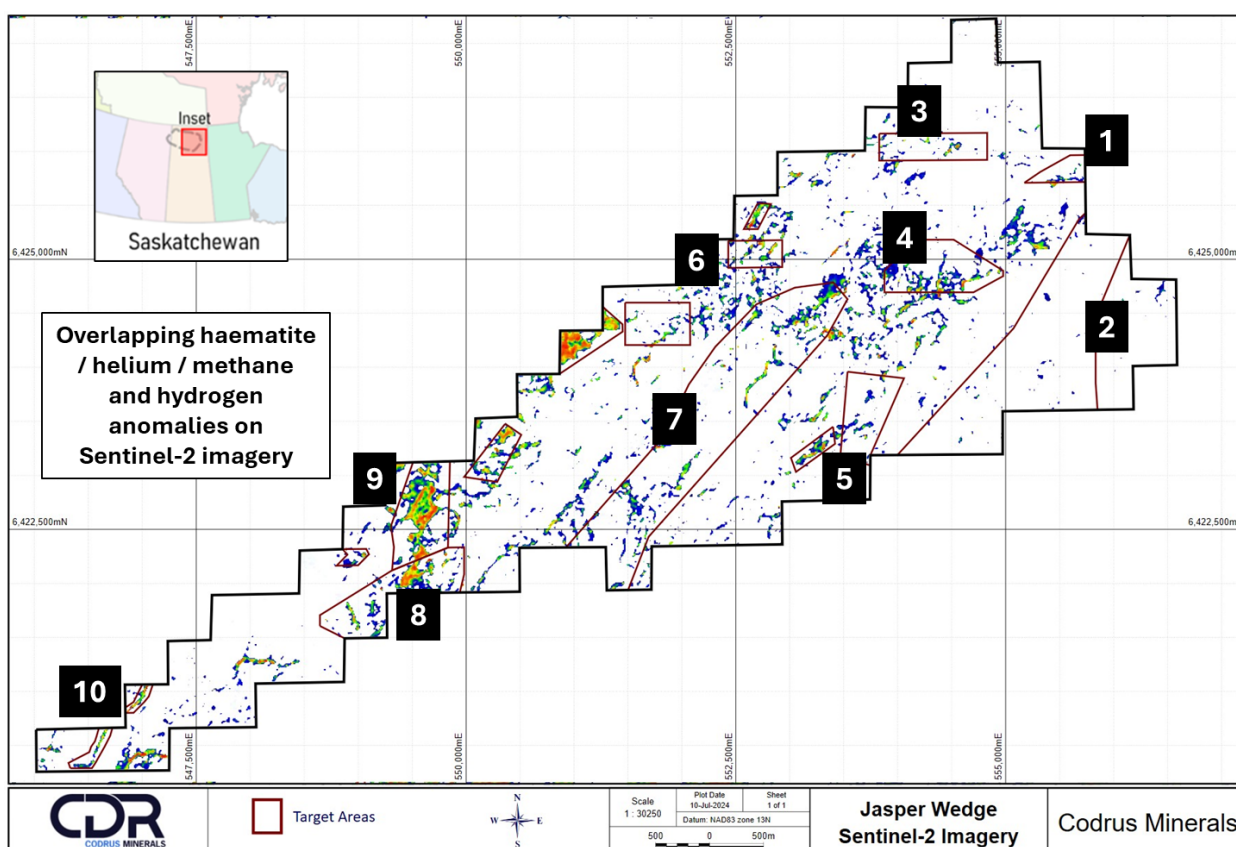 547,500mE
550,000mE
552,500mE
555,000mE
Inset
Saskatchewan
3
1
4
6,425,000mN
6
2
Overlapping haematite
/ helium / methane
and hydrogen
anomalies on
Sentinel-2 imagery
7
9
5
6,422,500mN
6,422,500mN
8
10
547,500mE
550,000mE
552,500mE
555,000mE
CDR
CODRUS MINERALS
Target Areas
N
W
E
S
Scale
1 : 30250
Plot Date
10-Jul-2024
Sheet
1 of 1
Datum: NAD83 zone 13N
500 0 500m
Jasper Wedge
Sentinel-2 Imagery
Codrus Minerals
6,425,000mN